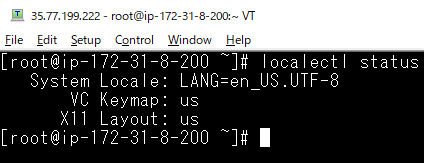 35.77.199.222 - root@ip-172-31-8-200:~ VT
File Edit Setup Control Window Help
[root@ip-172-31-8-200 ~]# localectl status
   System Locale: LANG=en_US.UTF-8
       VC Keymap: us
      X11 Layout: us
[root@ip-172-31-8-200 ~]#